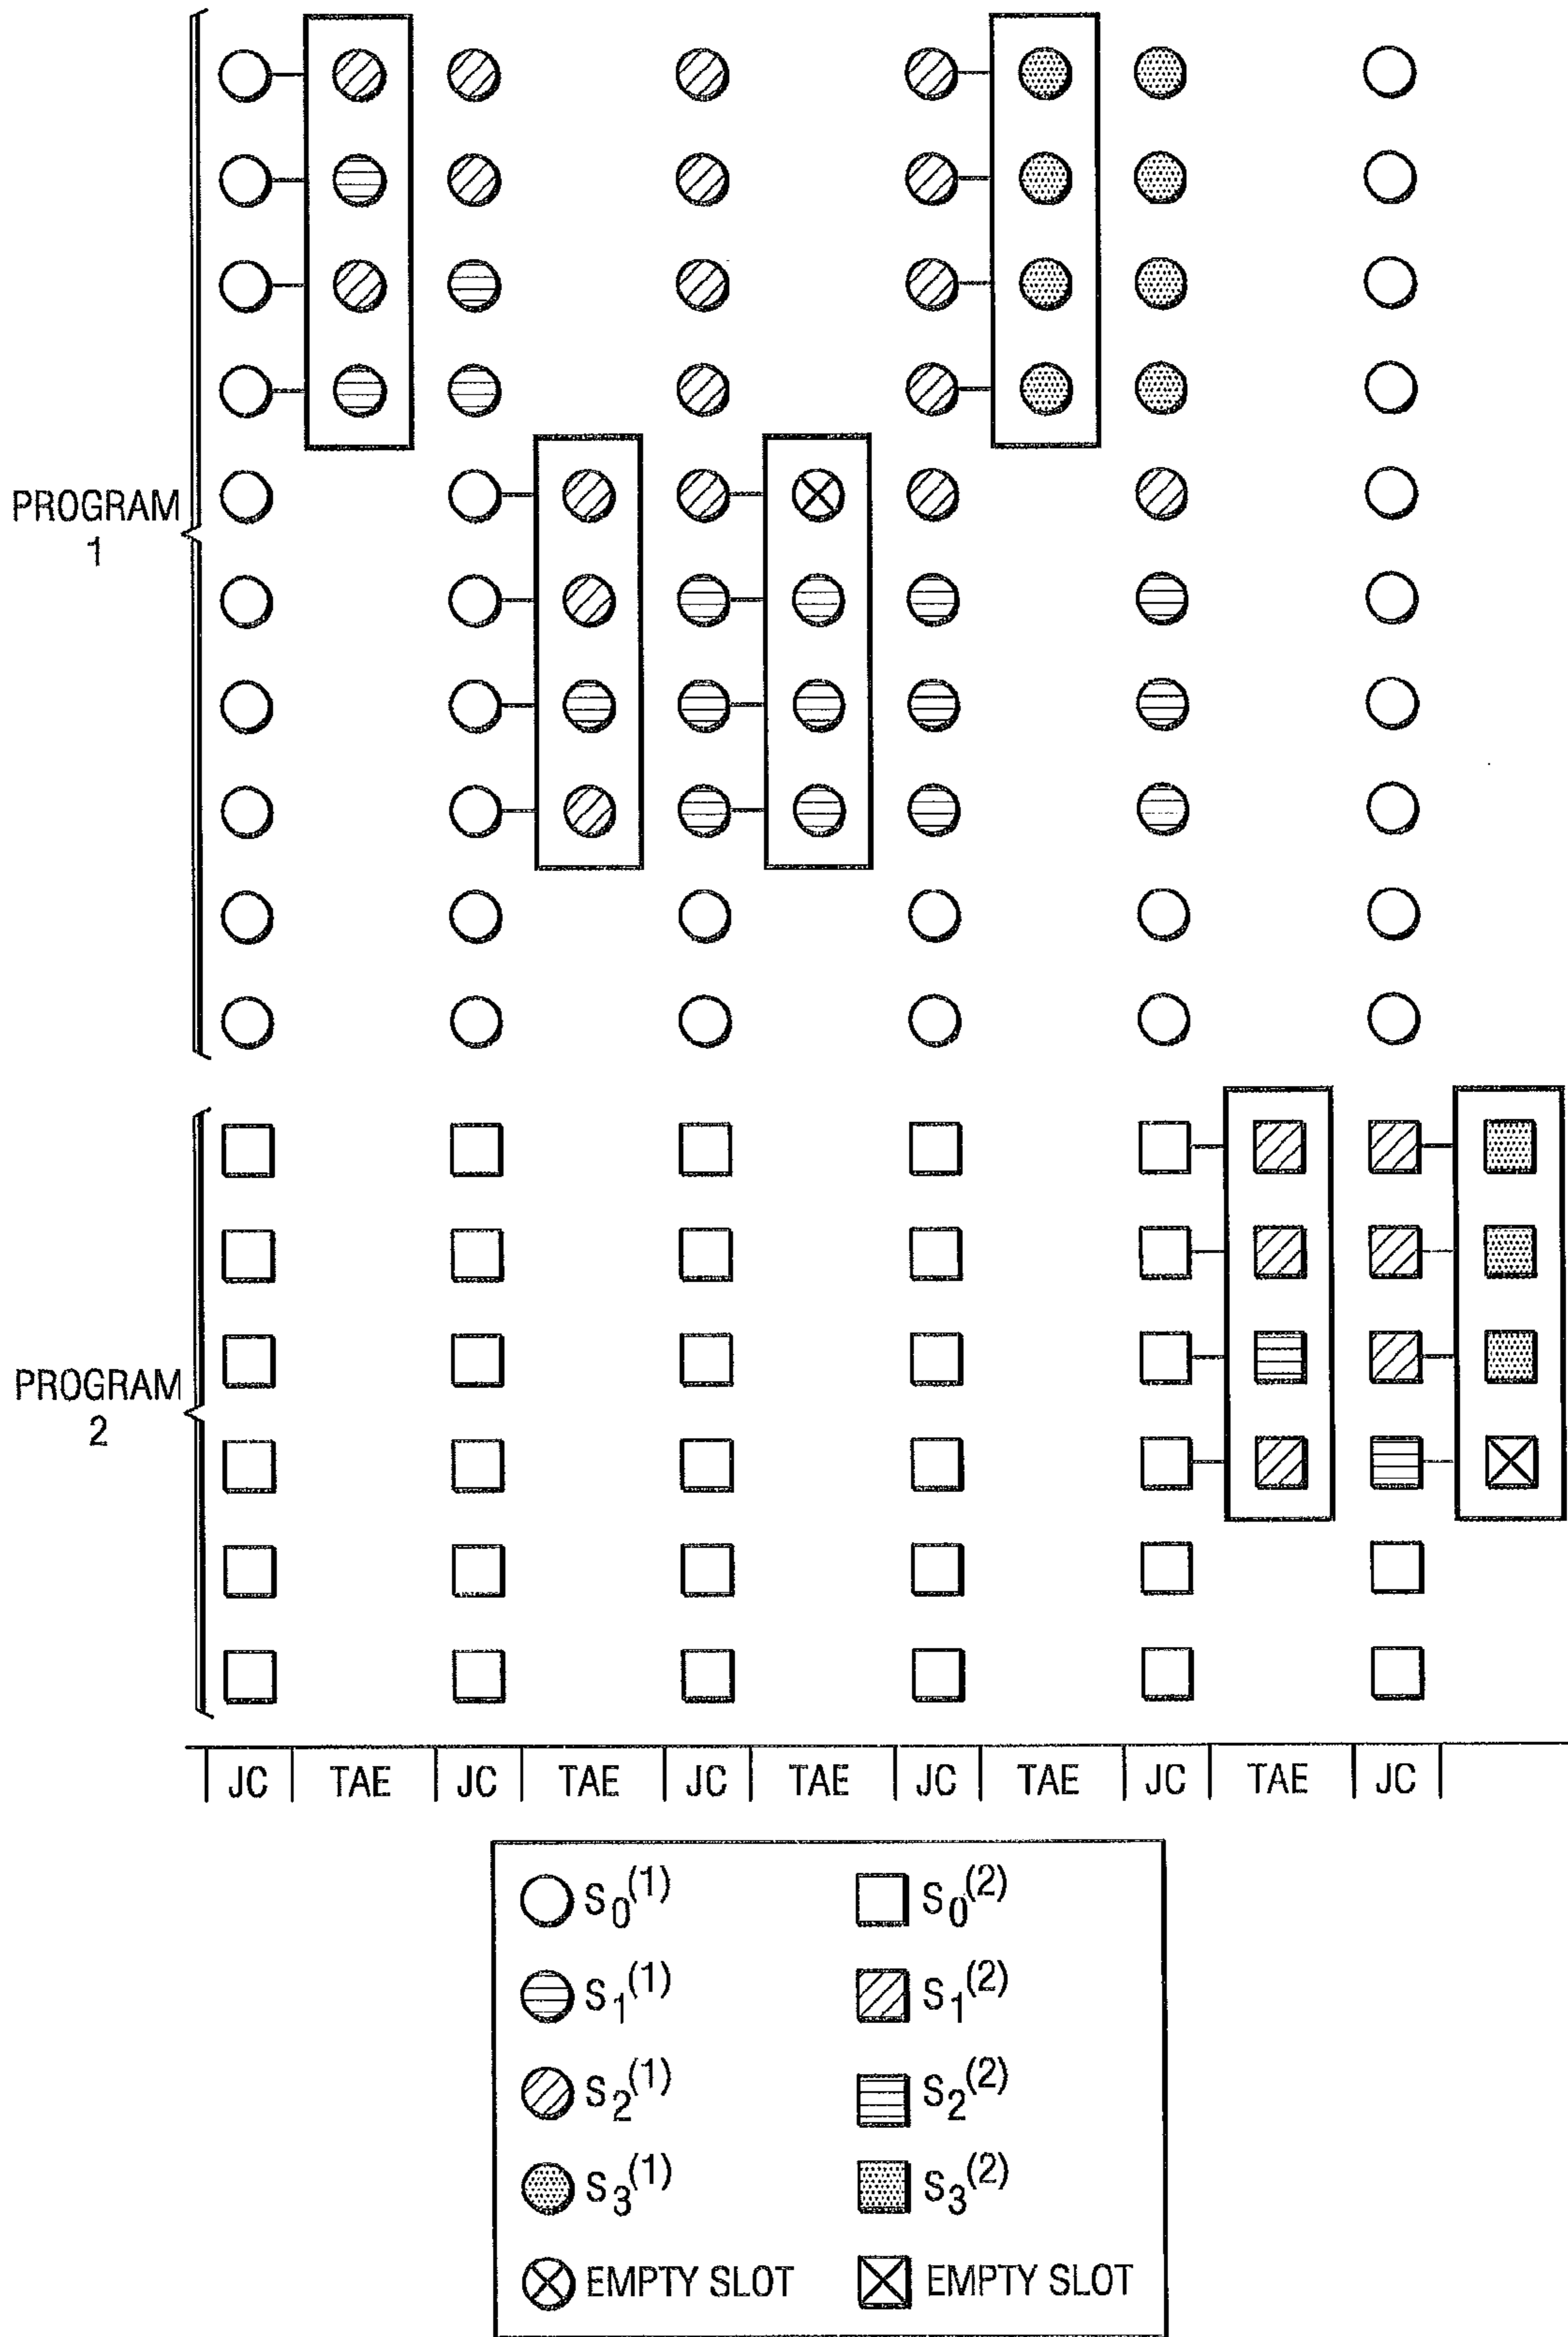 PROGRAM
1
PROGRAM
2
JC TAE JC TAE JC TAE JC TAE JC TAE JC
S₀⁽¹⁾ S₀⁽²⁾
S₁⁽¹⁾ S₁⁽²⁾
S₂⁽¹⁾ S₂⁽²⁾
S₃⁽¹⁾ S₃⁽²⁾
EMPTY SLOT EMPTY SLOT